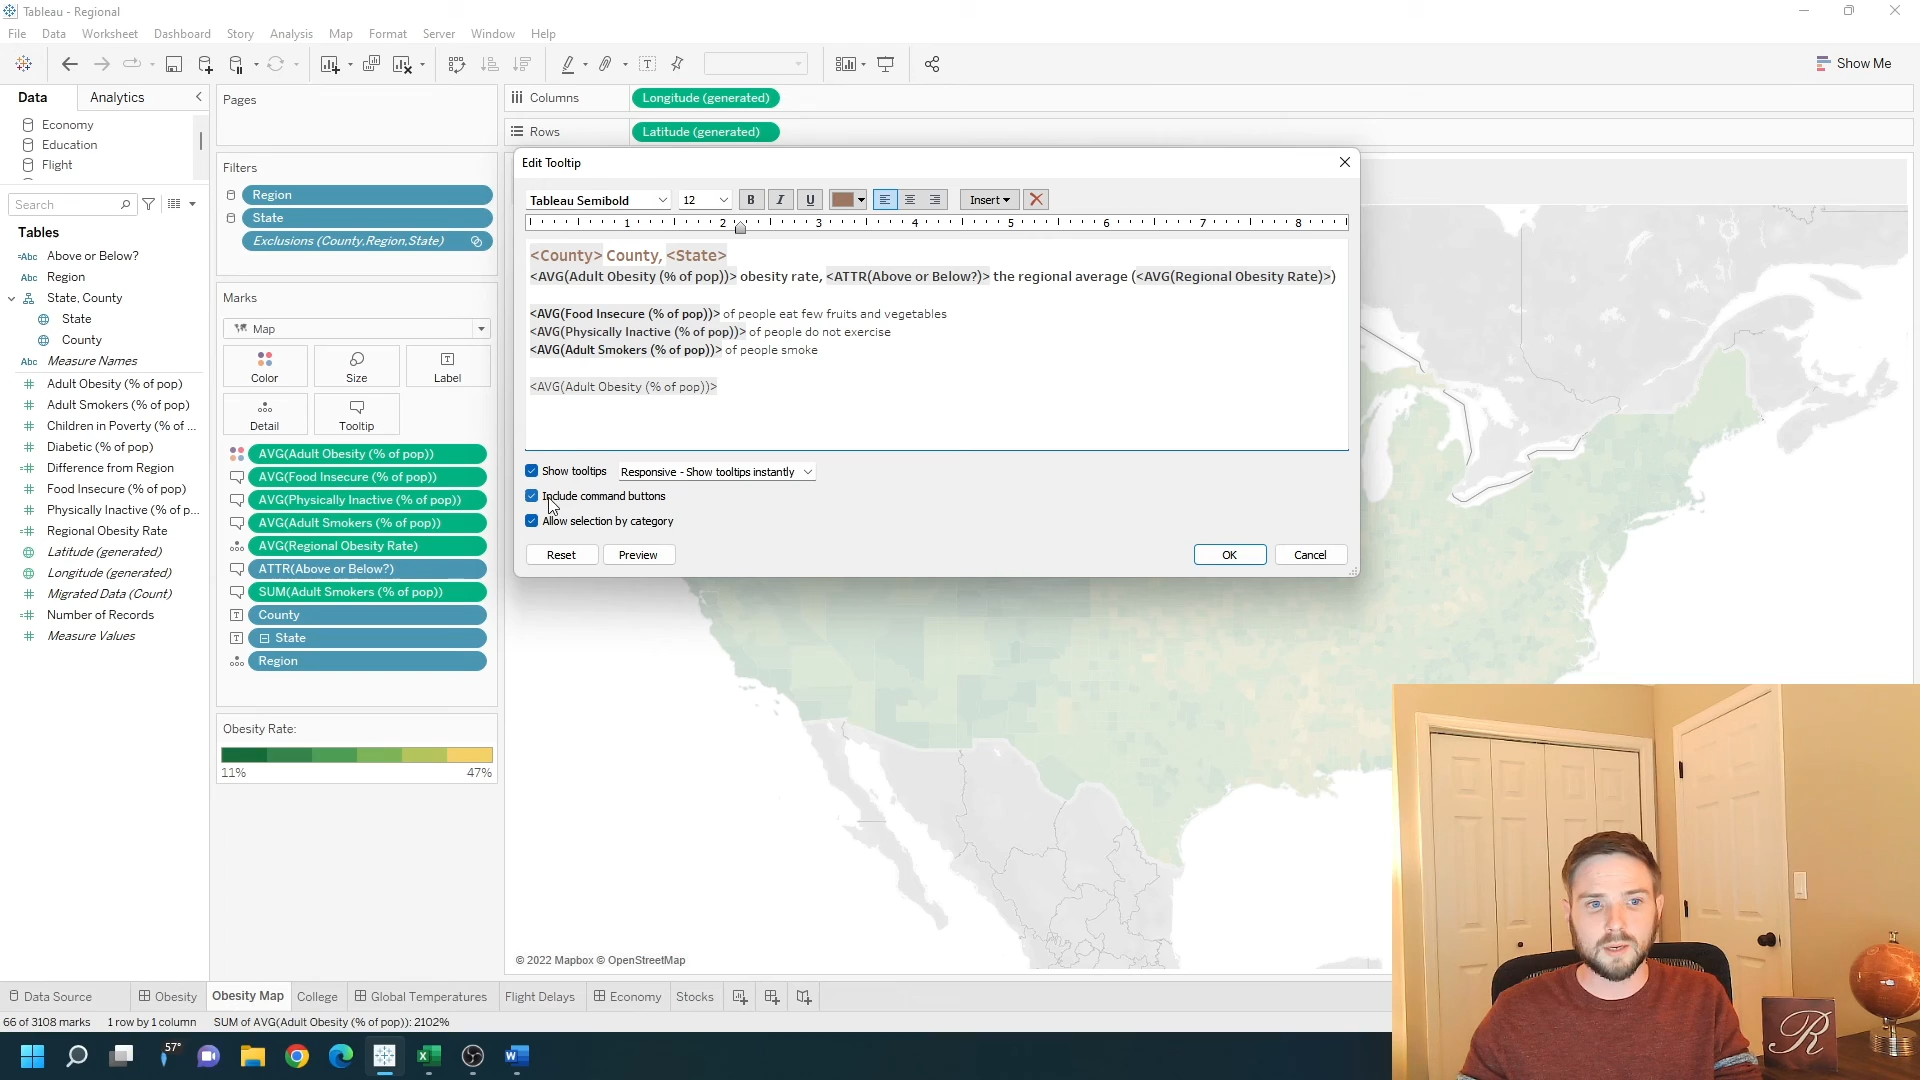 Tableau - Regional
File Data Worksheet Dashboard Story Analysis Map Format Server Window Help
Show Me
Data Analytics
Economy
Education
Flight
Search
Tables
Abc Above or Below?
Abc Region
State, County
State
County
Abc Measure Names
Adult Obesity (% of pop)
Adult Smokers (% of pop)
Children in Poverty (% of ...
Diabetic (% of pop)
Difference from Region
Food Insecure (% of pop)
Physically Inactive (% of p...
Regional Obesity Rate
Latitude (generated)
Longitude (generated)
Migrated Data (Count)
Number of Records
Measure Values
Pages
Filters
Region
State
Exclusions (County,Region,State)
Marks
Map
Color Size Label
Detail Tooltip
AVG(Adult Obesity (% of pop))
AVG(Food Insecure (% of pop))
AVG(Physically Inactive (% of pop))
AVG(Adult Smokers (% of pop))
AVG(Regional Obesity Rate)
ATTR(Above or Below?)
SUM(Adult Smokers (% of pop))
County
State
Region
Obesity Rate:
11% 47%
Columns Longitude (generated)
Rows Latitude (generated)
Edit Tooltip
Tableau Semibold 12 B I U Insert
1 2 3 4 5 6 7 8
<County> County, <State>
<AVG(Adult Obesity (% of pop))> obesity rate, <ATTR(Above or Below?)> the regional average (<AVG(Regional Obesity Rate)>)
<AVG(Food Insecure (% of pop))> of people eat few fruits and vegetables
<AVG(Physically Inactive (% of pop))> of people do not exercise
<AVG(Adult Smokers (% of pop))> of people smoke
<AVG(Adult Obesity (% of pop))>
Show tooltips Responsive - Show tooltips instantly
Include command buttons
Allow selection by category
Reset Preview OK Cancel
© 2022 Mapbox © OpenStreetMap
Data Source Obesity Obesity Map College Global Temperatures Flight Delays Economy Stocks
66 of 3108 marks 1 row by 1 column SUM of AVG(Adult Obesity (% of pop)): 2102%
57°
R